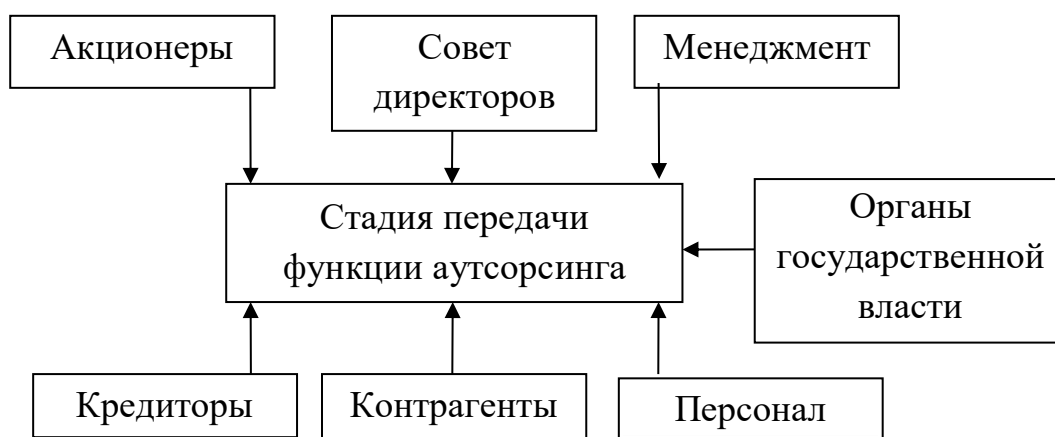 Акционеры
Совет
директоров
Менеджмент
Стадия передачи
функции аутсорсинга
Органы
государственной
власти
Кредиторы
Контрагенты
Персонал